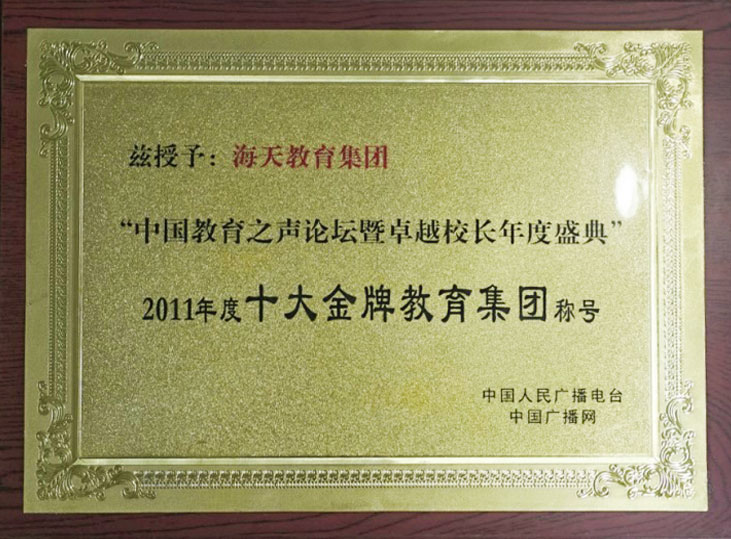 兹授予：海天教育集团
“中国教育之声论坛暨卓越校长年度盛典”
2011年度十大金牌教育集团称号
中国人民广播电台
中国广播网